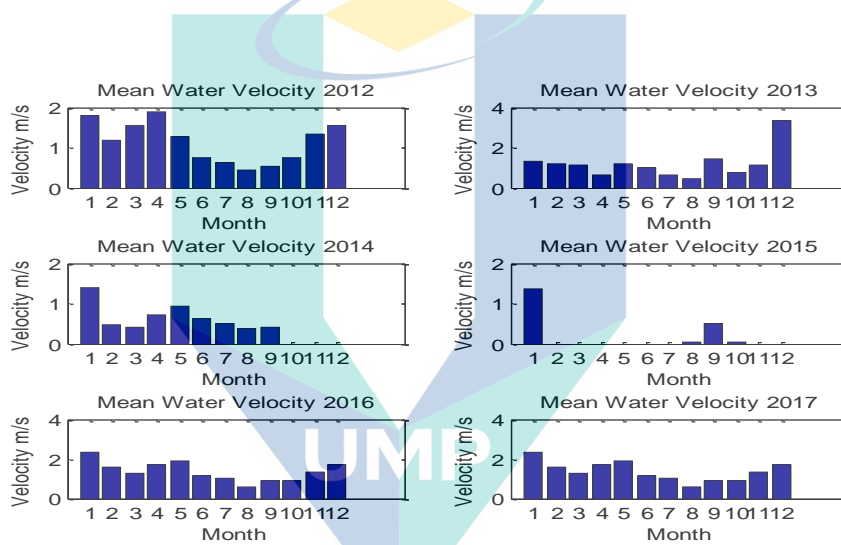 Mean Water Velocity 2012
Velocity m/s
2
1
0
1 2 3 4 5 6 7 8 9 10 11 12
Month
Mean Water Velocity 2013
Velocity m/s
4
2
0
1 2 3 4 5 6 7 8 9 10 11 12
Month
Mean Water Velocity 2014
Velocity m/s
2
1
0
1 2 3 4 5 6 7 8 9 10 11 12
Month
Mean Water Velocity 2015
Velocity m/s
2
1
0
1 2 3 4 5 6 7 8 9 10 11 12
Month
Mean Water Velocity 2016
Velocity m/s
4
2
0
1 2 3 4 5 6 7 8 9 10 11 12
Month
Mean Water Velocity 2017
Velocity m/s
4
2
0
1 2 3 4 5 6 7 8 9 10 11 12
Month
UMP